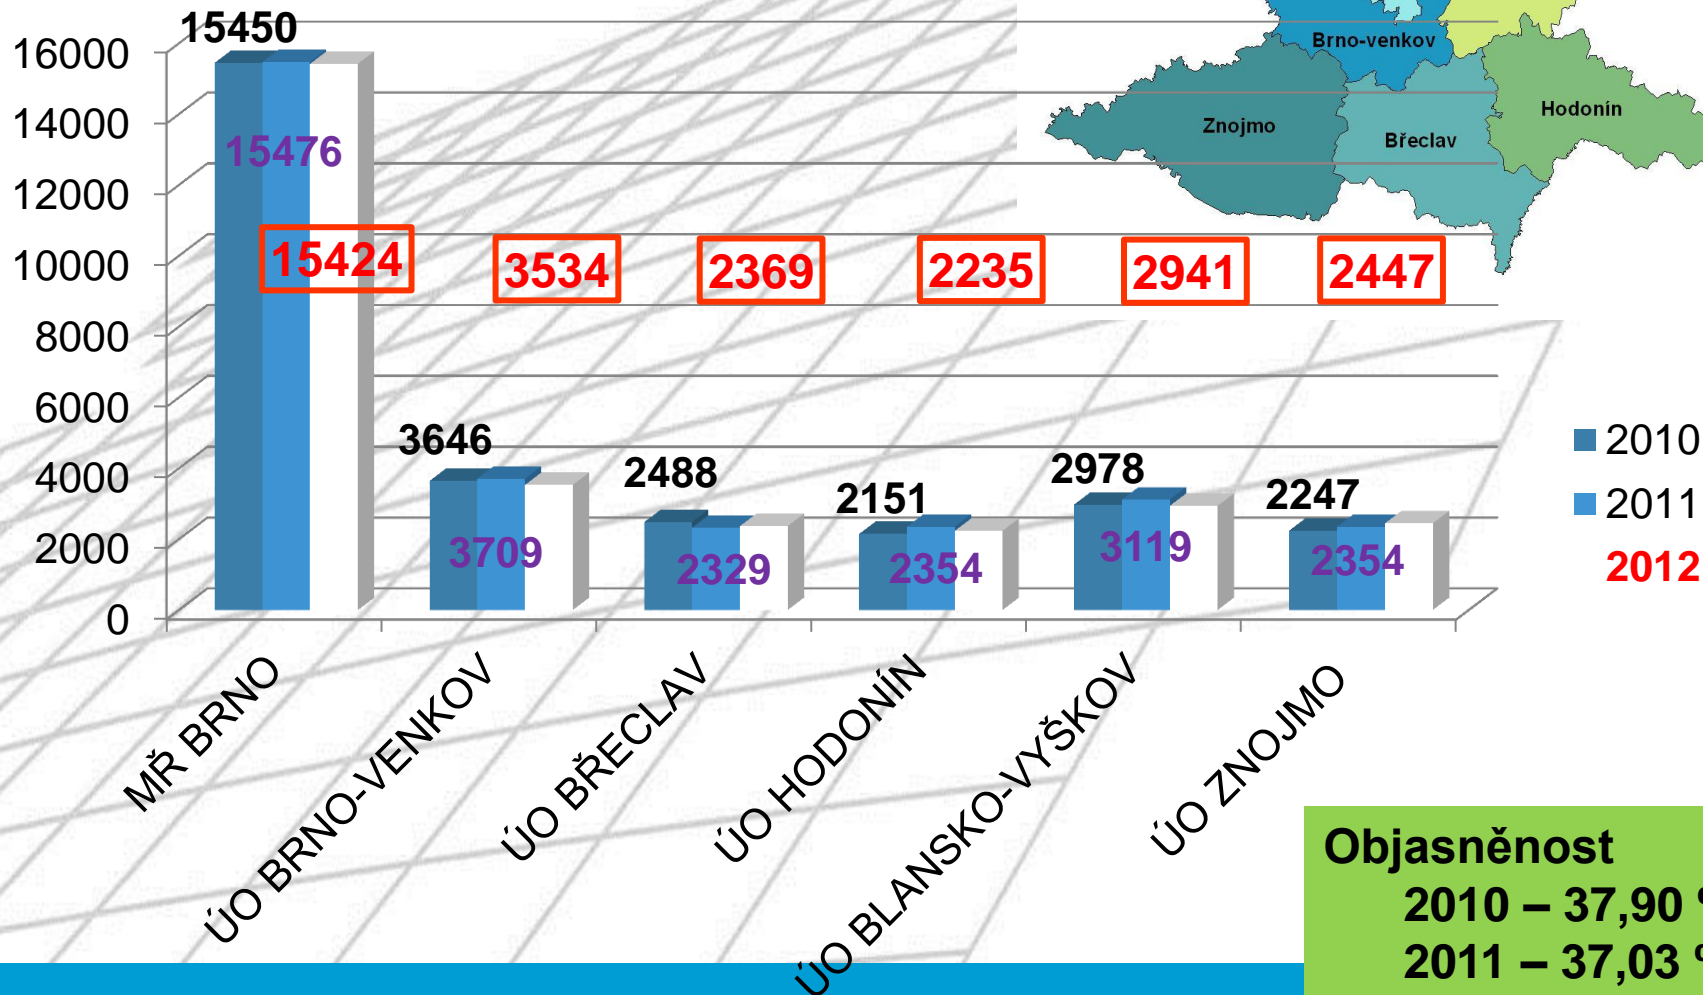 15450
16000
14000
12000
10000
8000
6000
4000
2000
0
15476
15424
3534
2369
2235
2941
2447
3646
2488
2151
2978
2247
3709
2329
2354
3119
2354
MŘ BRNO
ÚO BRNO-VENKOV
ÚO BŘECLAV
ÚO HODONÍN
ÚO BLANSKO-VYŠKOV
ÚO ZNOJMO
2010
2011
2012
Brno-venkov
Znojmo
Břeclav
Hodonín
Objasněnost
2010 – 37,90
2011 – 37,03